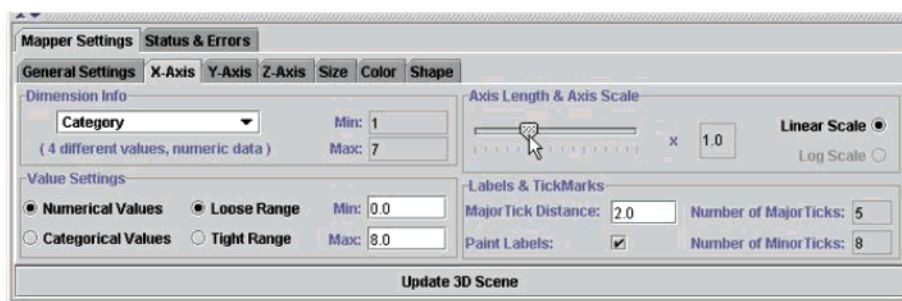 Mapper Settings Status & Errors
General Settings X-Axis Y-Axis Z-Axis Size Color Shape
Dimension Info
Category Min: 1
( 4 different values, numeric data ) Max: 7
Value Settings
Numerical Values Loose Range Min: 0.0
Categorical Values Tight Range Max: 8.0
Axis Length & Axis Scale
x 1.0 Linear Scale
Log Scale
Labels & TickMarks
MajorTick Distance: 2.0 Number of MajorTicks: 5
Paint Labels: Number of MinorTicks: 8
Update 3D Scene